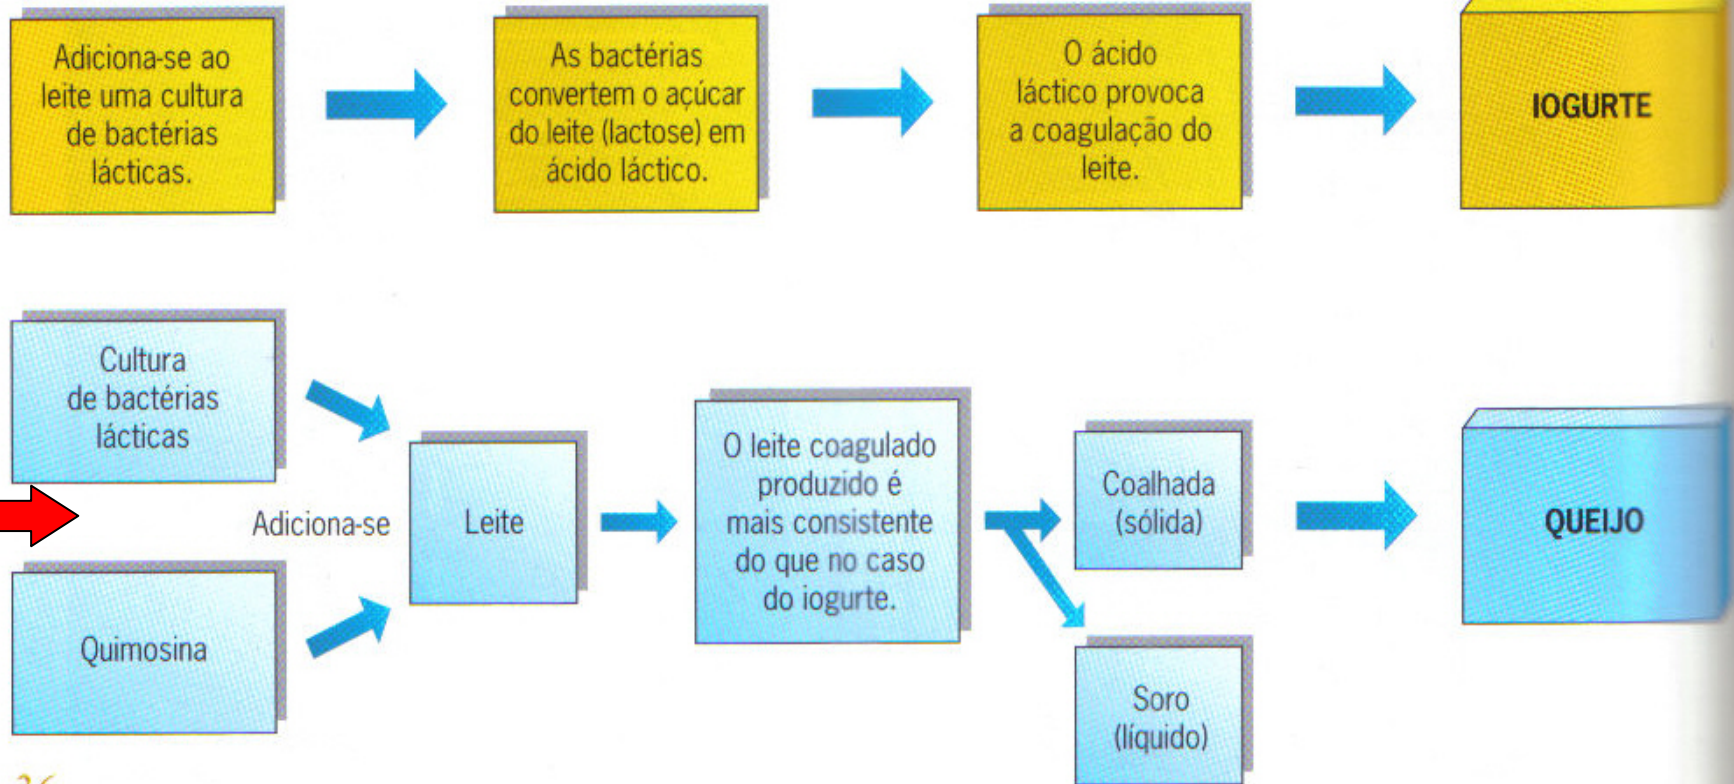 Adiciona-se ao
leite uma cultura
de bactérias
lácticas.
As bactérias
convertem o açúcar
do leite (lactose) em
ácido láctico.
O ácido
láctico provoca
a coagulação do
leite.
IOGURTE
Cultura
de bactérias
lácticas
Adiciona-se
Quimosina
Leite
O leite coagulado
produzido é
mais consistente
do que no caso
do iogurte.
Coalhada
(sólida)
Soro
(líquido)
QUEIJO